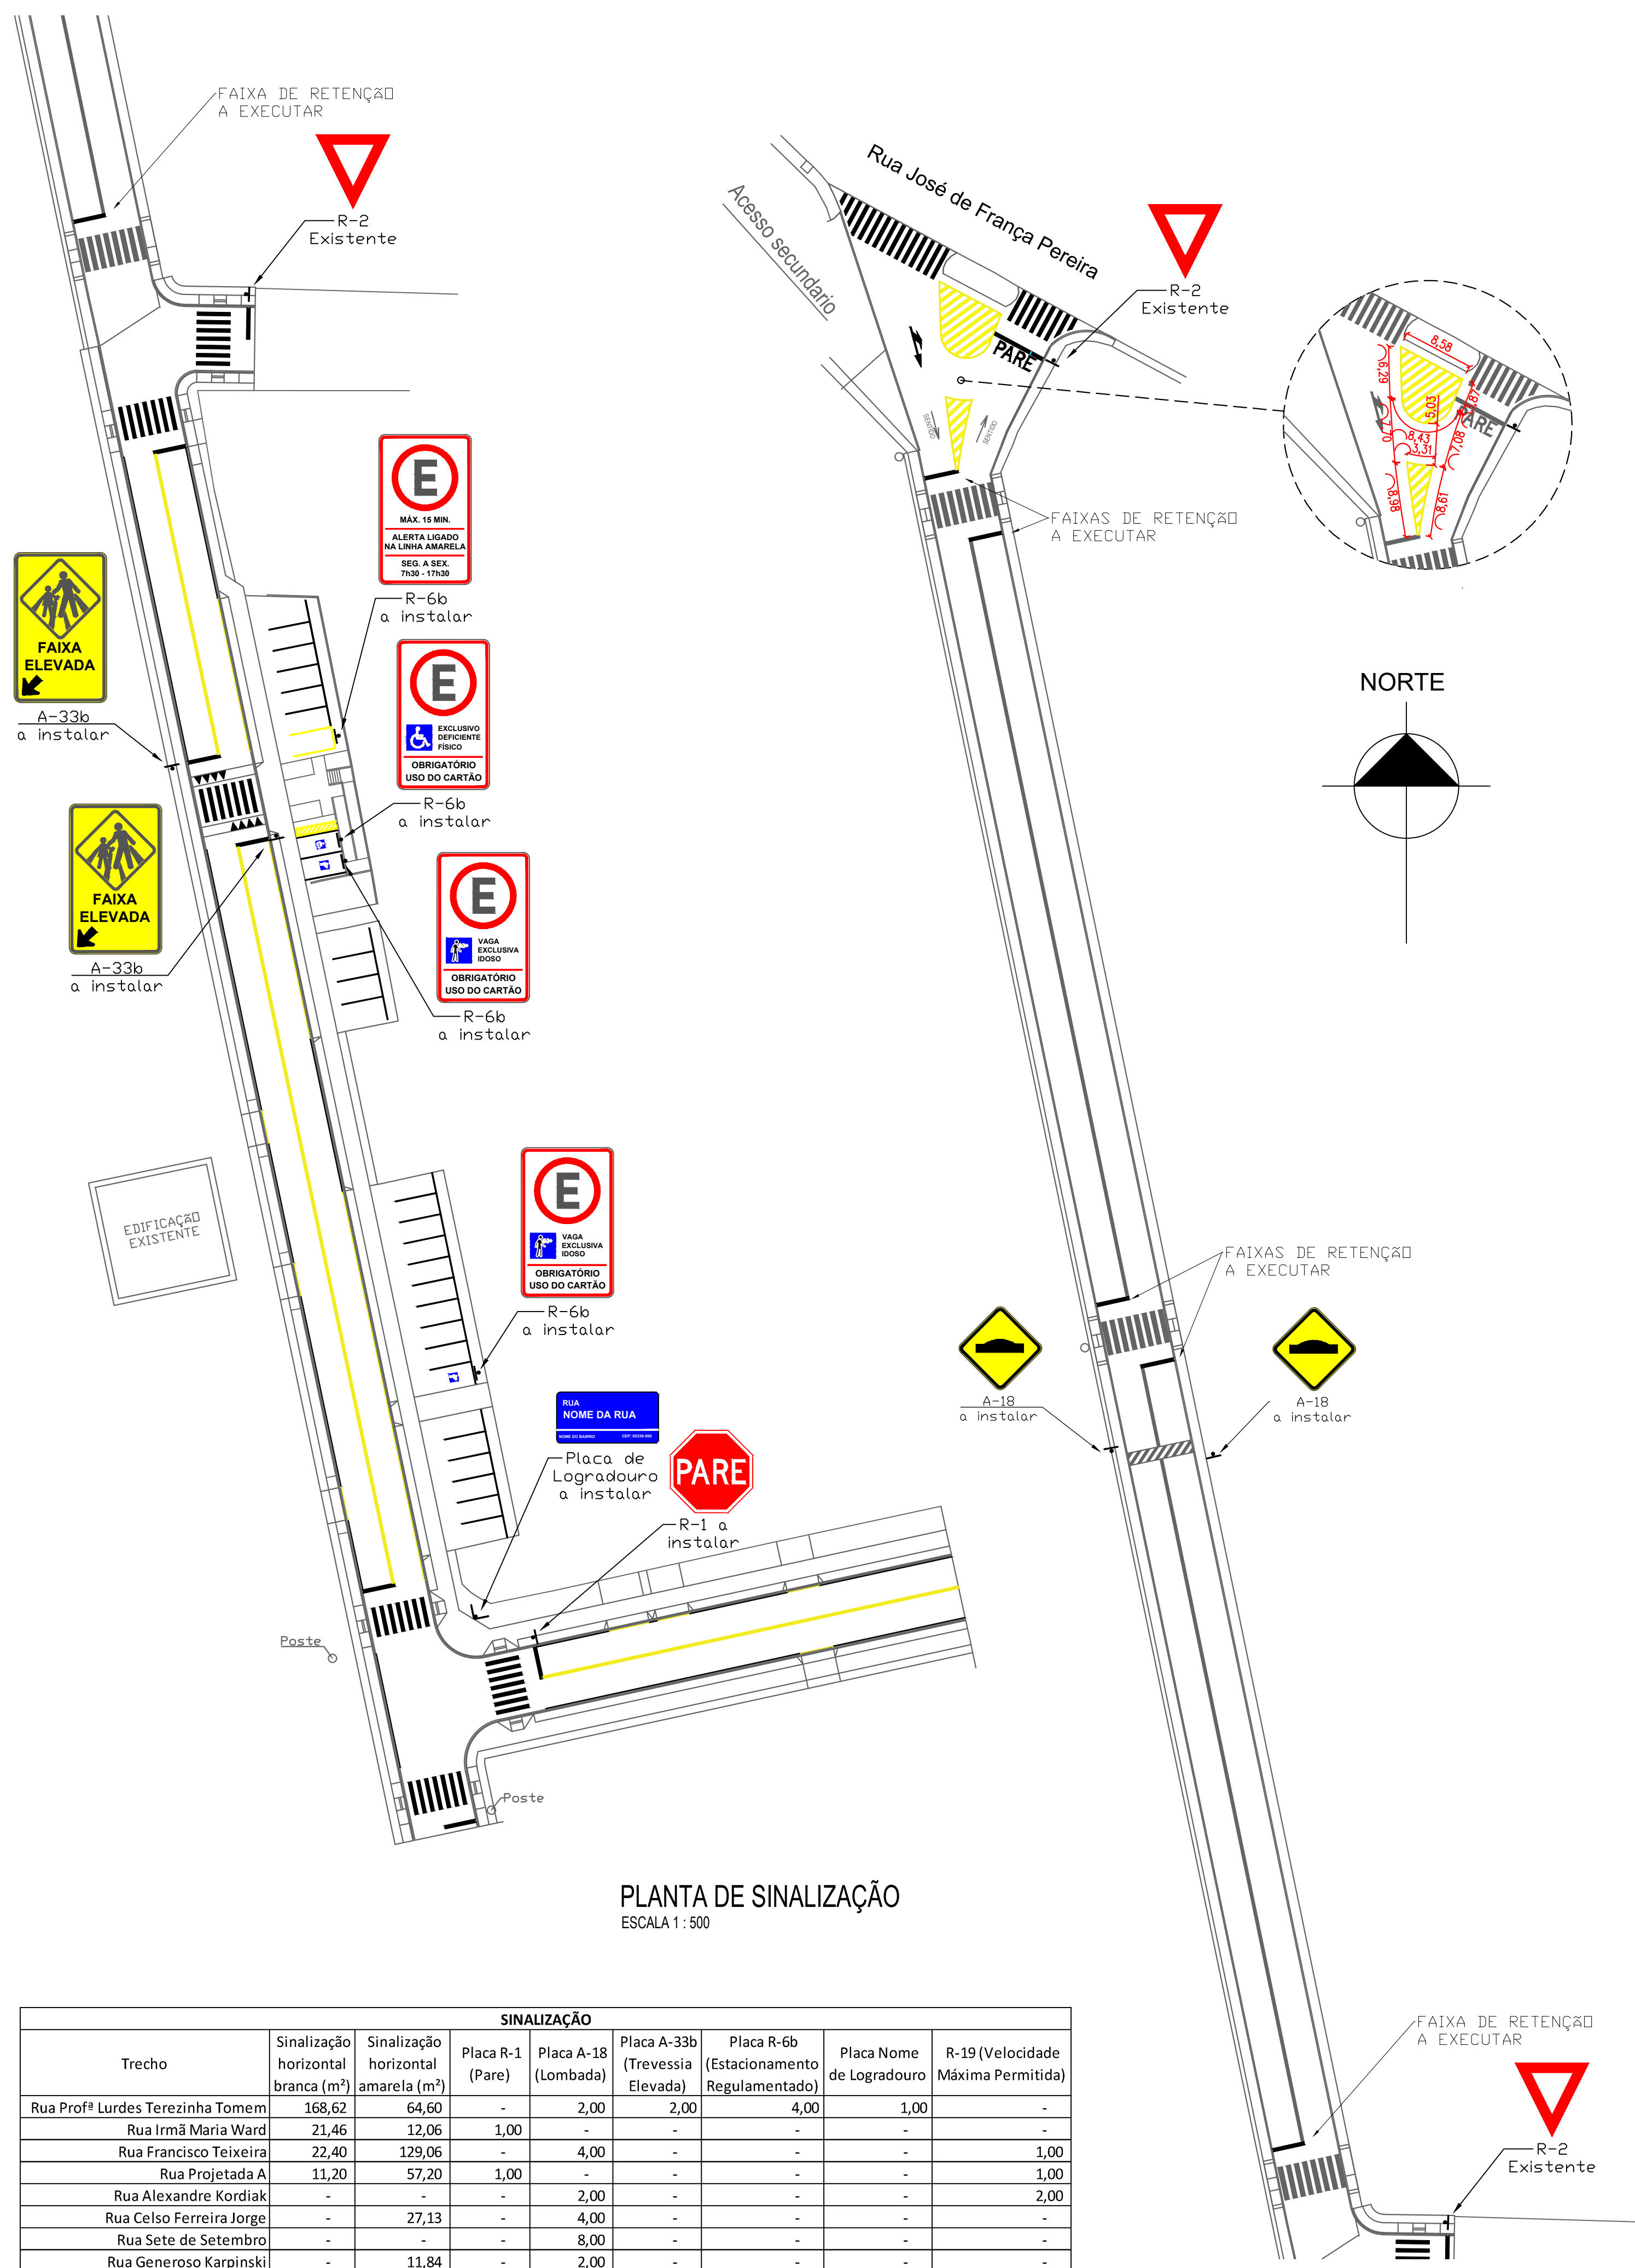 FAIXA DE RETENÇÃO
A EXECUTAR
R-2
Existente
MÁX. 15 MIN.
ALERTA LIGADO
NA LINHA AMARELA
SEG. A SEX.
7h30 - 17h30
E
R-6b
a instalar
FAIXA
ELEVADA
A-33b
a instalar
E
EXCLUSIVO
DEFICIENTE
FÍSICO
OBRIGATÓRIO
USO DO CARTÃO
R-6b
a instalar
FAIXA
ELEVADA
A-33b
a instalar
E
VAGA
EXCLUSIVA
IDOSO
OBRIGATÓRIO
USO DO CARTÃO
R-6b
a instalar
EDIFICAÇÃO
EXISTENTE
E
VAGA
EXCLUSIVA
IDOSO
OBRIGATÓRIO
USO DO CARTÃO
R-6b
a instalar
RUA
NOME DA RUA
NOME DO BAIRRO
Placa de
Logradouro
a instalar
PARE
R-1 a
instalar
Poste
Poste
Rua José de França Pereira
Acesso secundario
R-2
Existente
PARE
SENTIDO
SENTIDO
FAIXAS DE RETENÇÃO
A EXECUTAR
8,58
6,29
5,03
7,70
8,43
3,31
7,08
8,98
8,61
NORTE
FAIXAS DE RETENÇÃO
A EXECUTAR
A-18
a instalar
A-18
a instalar
FAIXA DE RETENÇÃO
A EXECUTAR
R-2
Existente
PLANTA DE SINALIZAÇÃO
ESCALA 1 : 500
SINALIZAÇÃO
Trecho Sinalização horizontal branca (m²) Sinalização horizontal amarela (m²) Placa R-1 (Pare) Placa A-18 (Lombada) Placa A-33b (Trevessia Elevada) Placa R-6b (Estacionamento Regulamentado) Placa Nome de Logradouro R-19 (Velocidade Máxima Permitida)
Rua Profª Lurdes Terezinha Tomem 168,62 64,60 - 2,00 2,00 4,00 1,00 -
Rua Irmã Maria Ward 21,46 12,06 1,00 - - - - -
Rua Francisco Teixeira 22,40 129,06 - 4,00 - - - 1,00
Rua Projetada A 11,20 57,20 1,00 - - - - 1,00
Rua Alexandre Kordiak - - - 2,00 - - - 2,00
Rua Celso Ferreira Jorge - 27,13 - 4,00 - - - -
Rua Sete de Setembro - - - 8,00 - - - -
Rua Generoso Karpinski - 11,84 - 2,00 - - - -